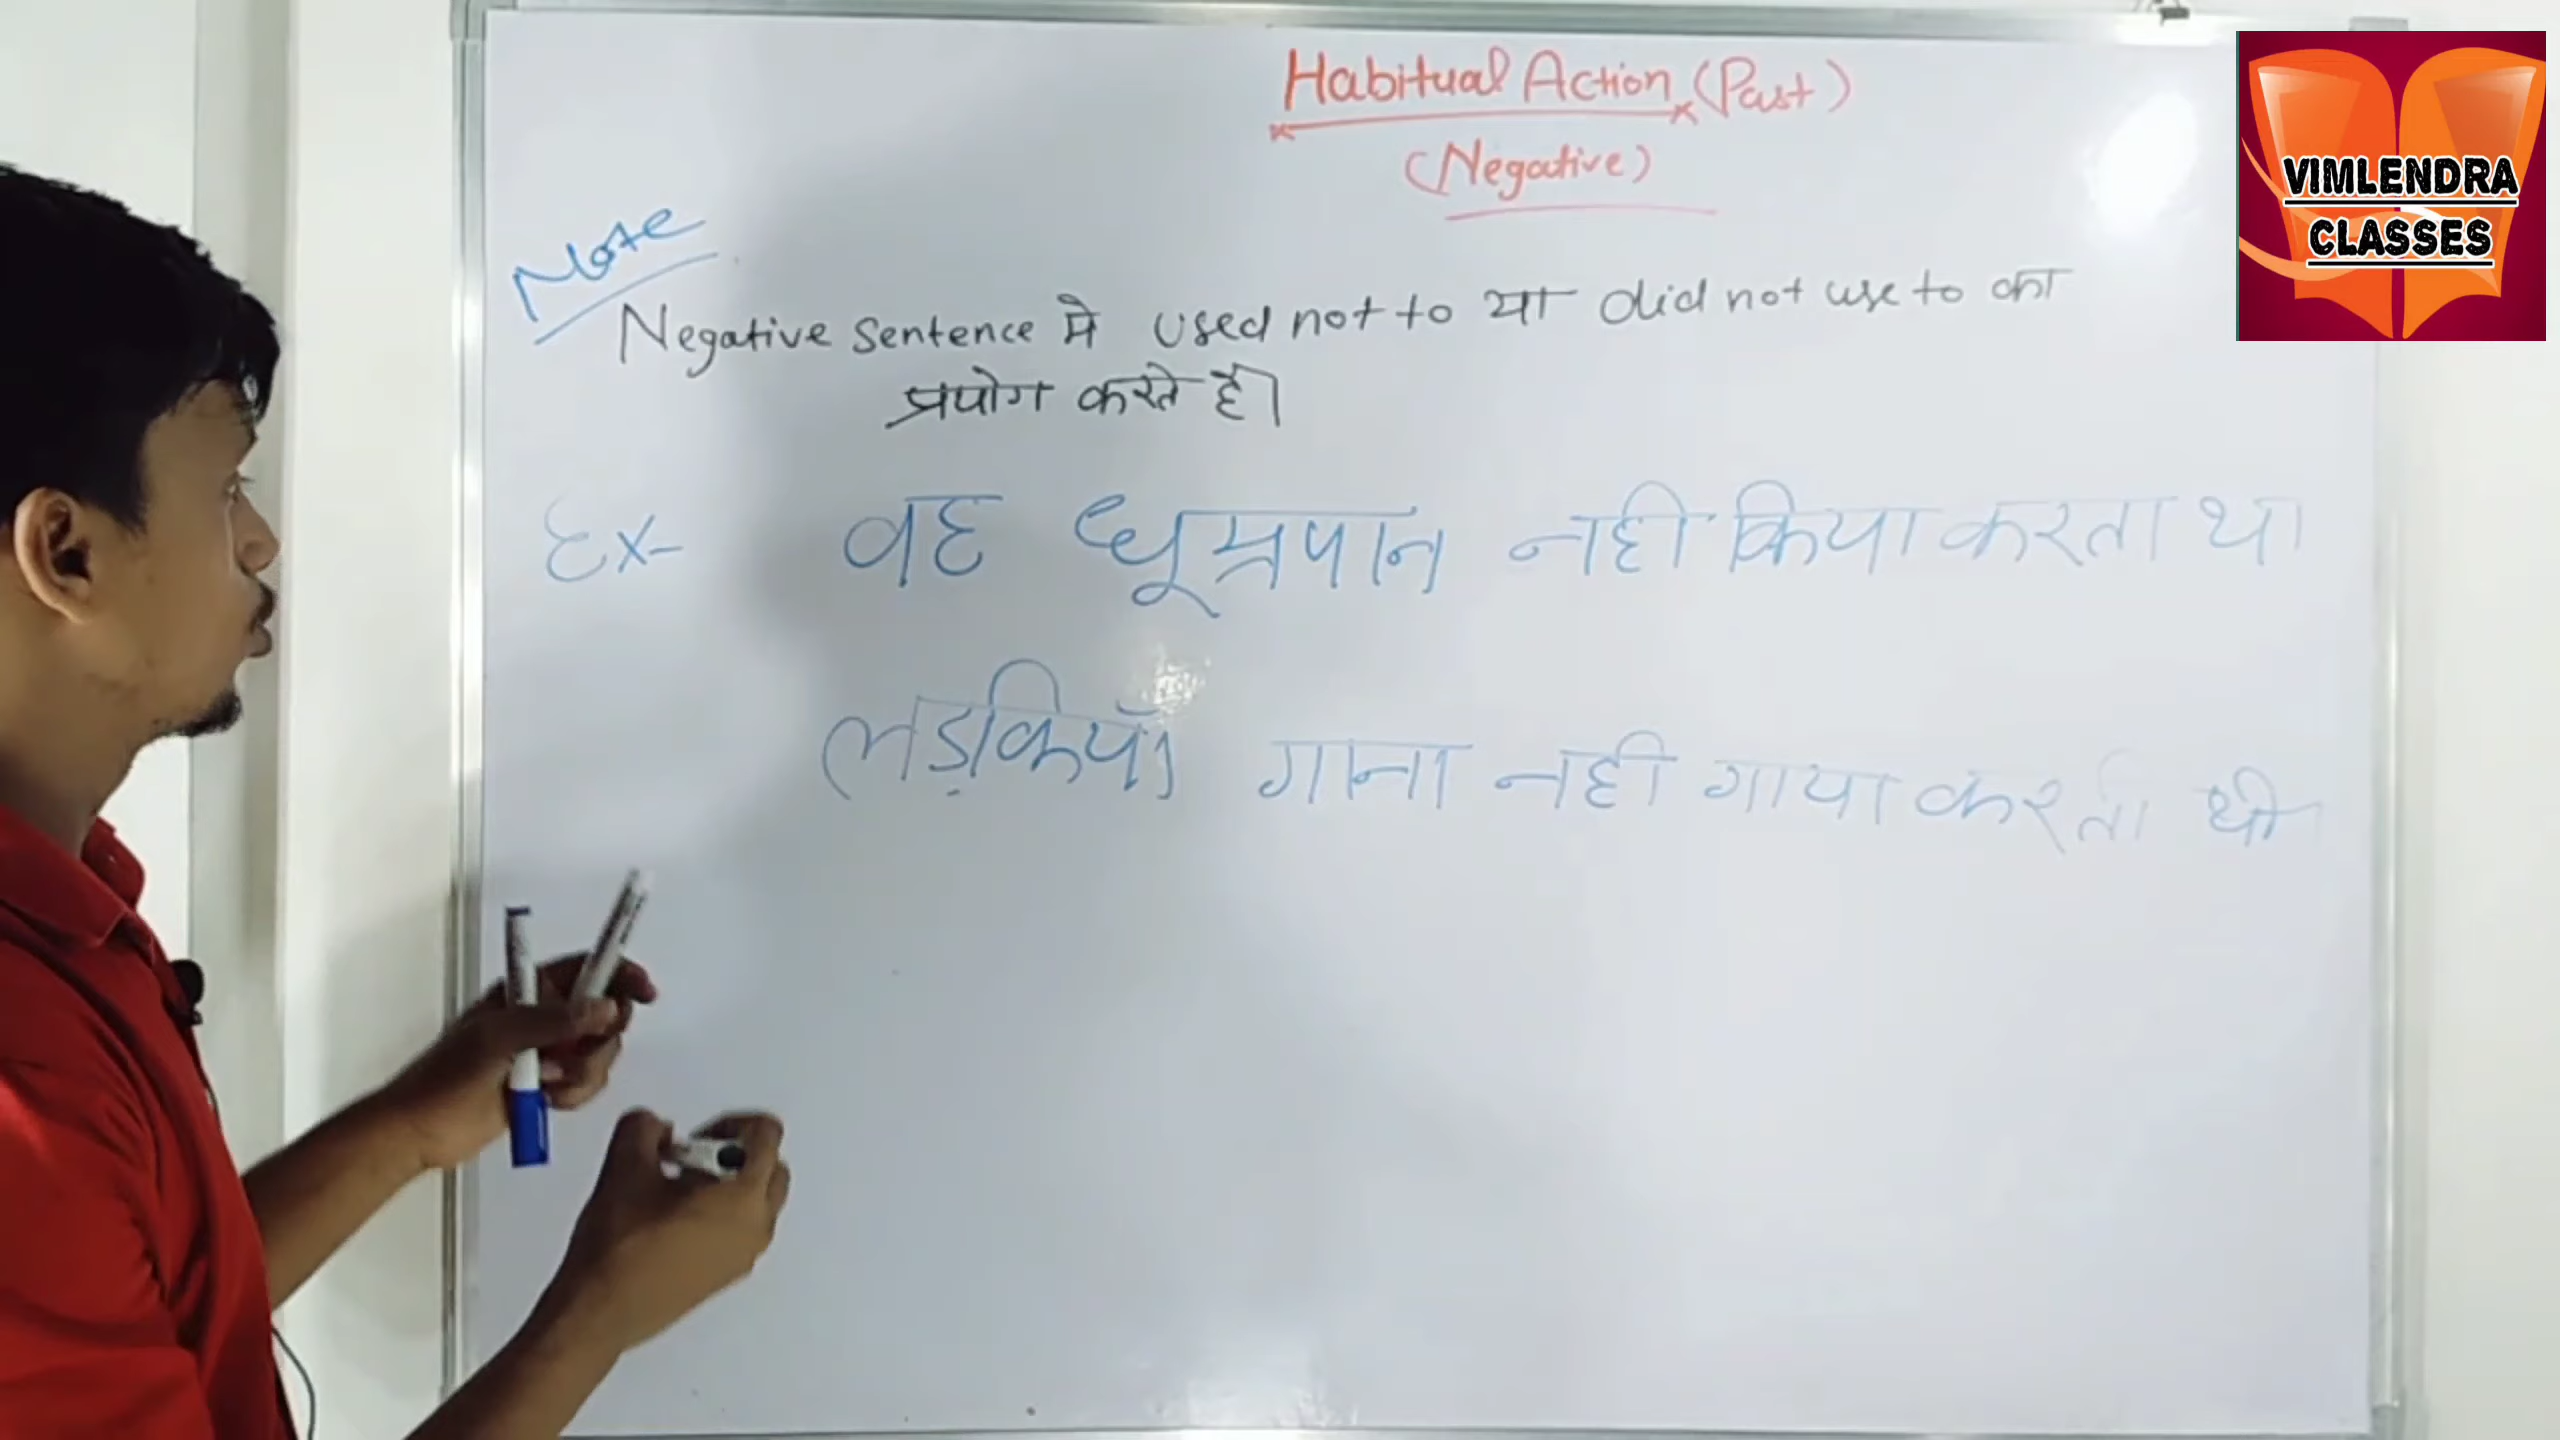 Habitual Action (Past)
(Negative)
Note
Negative Sentence मे used not to या did not use to का
प्रयोग करते है।
Ex- वह धूम्रपान नही किया करता था
लड़कियाँ गाना नही गाया करती थी
VIMLENDRA
CLASSES